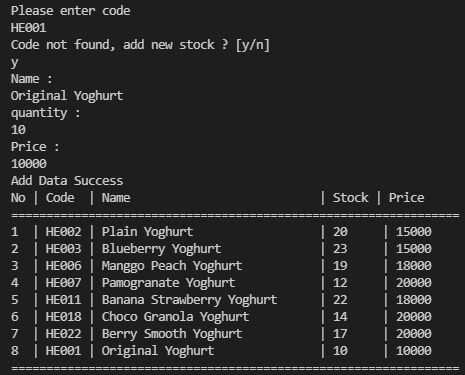 Please enter code
HE001
Code not found, add new stock ? [y/n]
y
Name :
Original Yoghurt
quantity :
10
Price :
10000
Add Data Success
No | Code | Name | Stock | Price
================================================================
1 | HE002 | Plain Yoghurt | 20 | 15000
2 | HE003 | Blueberry Yoghurt | 23 | 15000
3 | HE006 | Manggo Peach Yoghurt | 19 | 18000
4 | HE007 | Pamogranate Yoghurt | 12 | 20000
5 | HE011 | Banana Strawberry Yoghurt | 22 | 18000
6 | HE018 | Choco Granola Yoghurt | 14 | 20000
7 | HE022 | Berry Smooth Yoghurt | 17 | 20000
8 | HE001 | Original Yoghurt | 10 | 10000
================================================================